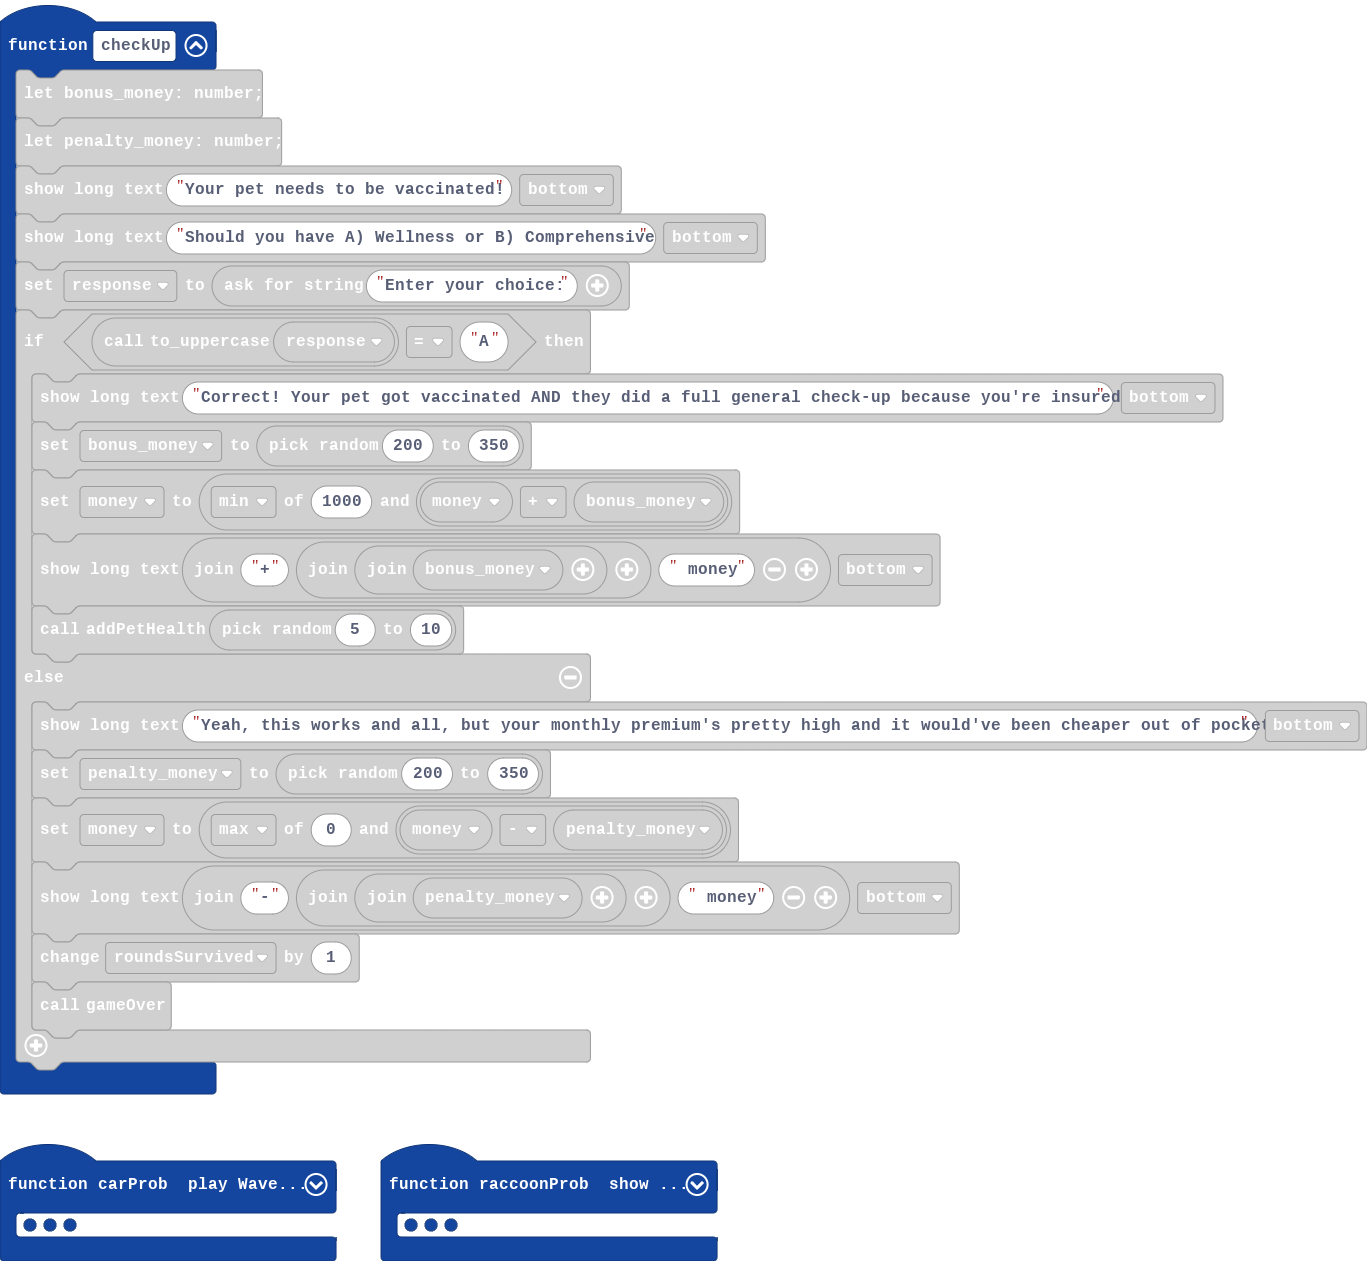 function checkUp
let bonus_money: number;
let penalty_money: number;
show long text "Your pet needs to be vaccinated!" bottom
show long text "Should you have A) Wellness or B) Comprehensive" bottom
set response to ask for string "Enter your choice:"
if call to_uppercase response = "A" then
show long text "Correct! Your pet got vaccinated AND they did a full general check-up because you're insured" bottom
set bonus_money to pick random 200 to 350
set money to min of 1000 and money + bonus_money
show long text join "+" join join bonus_money " money" bottom
call addPetHealth pick random 5 to 10
else
show long text "Yeah, this works and all, but your monthly premium's pretty high and it would've been cheaper out of pocket" bottom
set penalty_money to pick random 200 to 350
set money to max of 0 and money - penalty_money
show long text join "-" join join penalty_money " money" bottom
change roundsSurvived by 1
call gameOver
function carProb play Wave...
function raccoonProb show ...